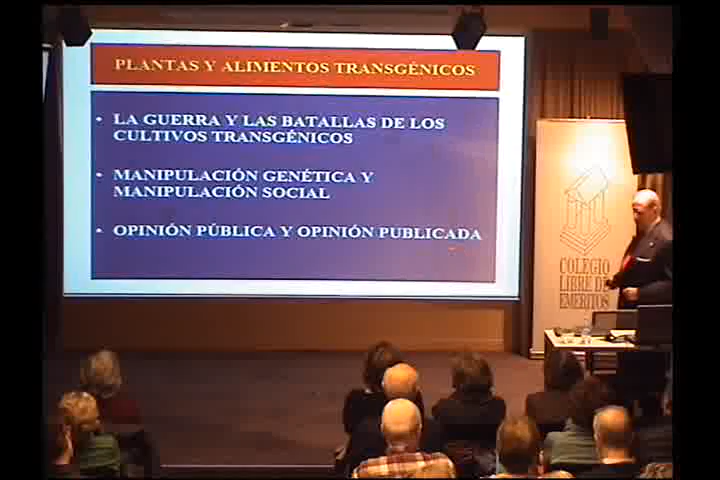 PLANTAS Y ALIMENTOS TRANSGÉNICOS
• LA GUERRA Y LAS BATALLAS DE LOS
CULTIVOS TRANSGÉNICOS
• MANIPULACIÓN GENÉTICA Y
MANIPULACIÓN SOCIAL
• OPINIÓN PÚBLICA Y OPINIÓN PUBLICADA
COLEGIO
LIBRE DE
EMERITOS